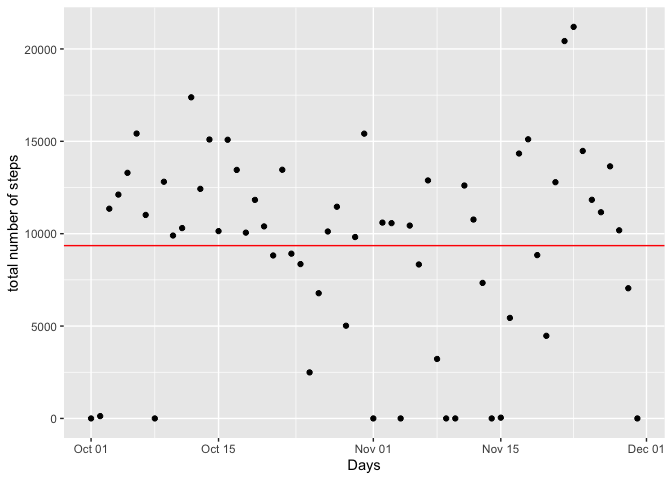 total number of steps
20000
15000
10000
5000
0
Oct 01
Oct 15
Nov 01
Nov 15
Dec 01
Days